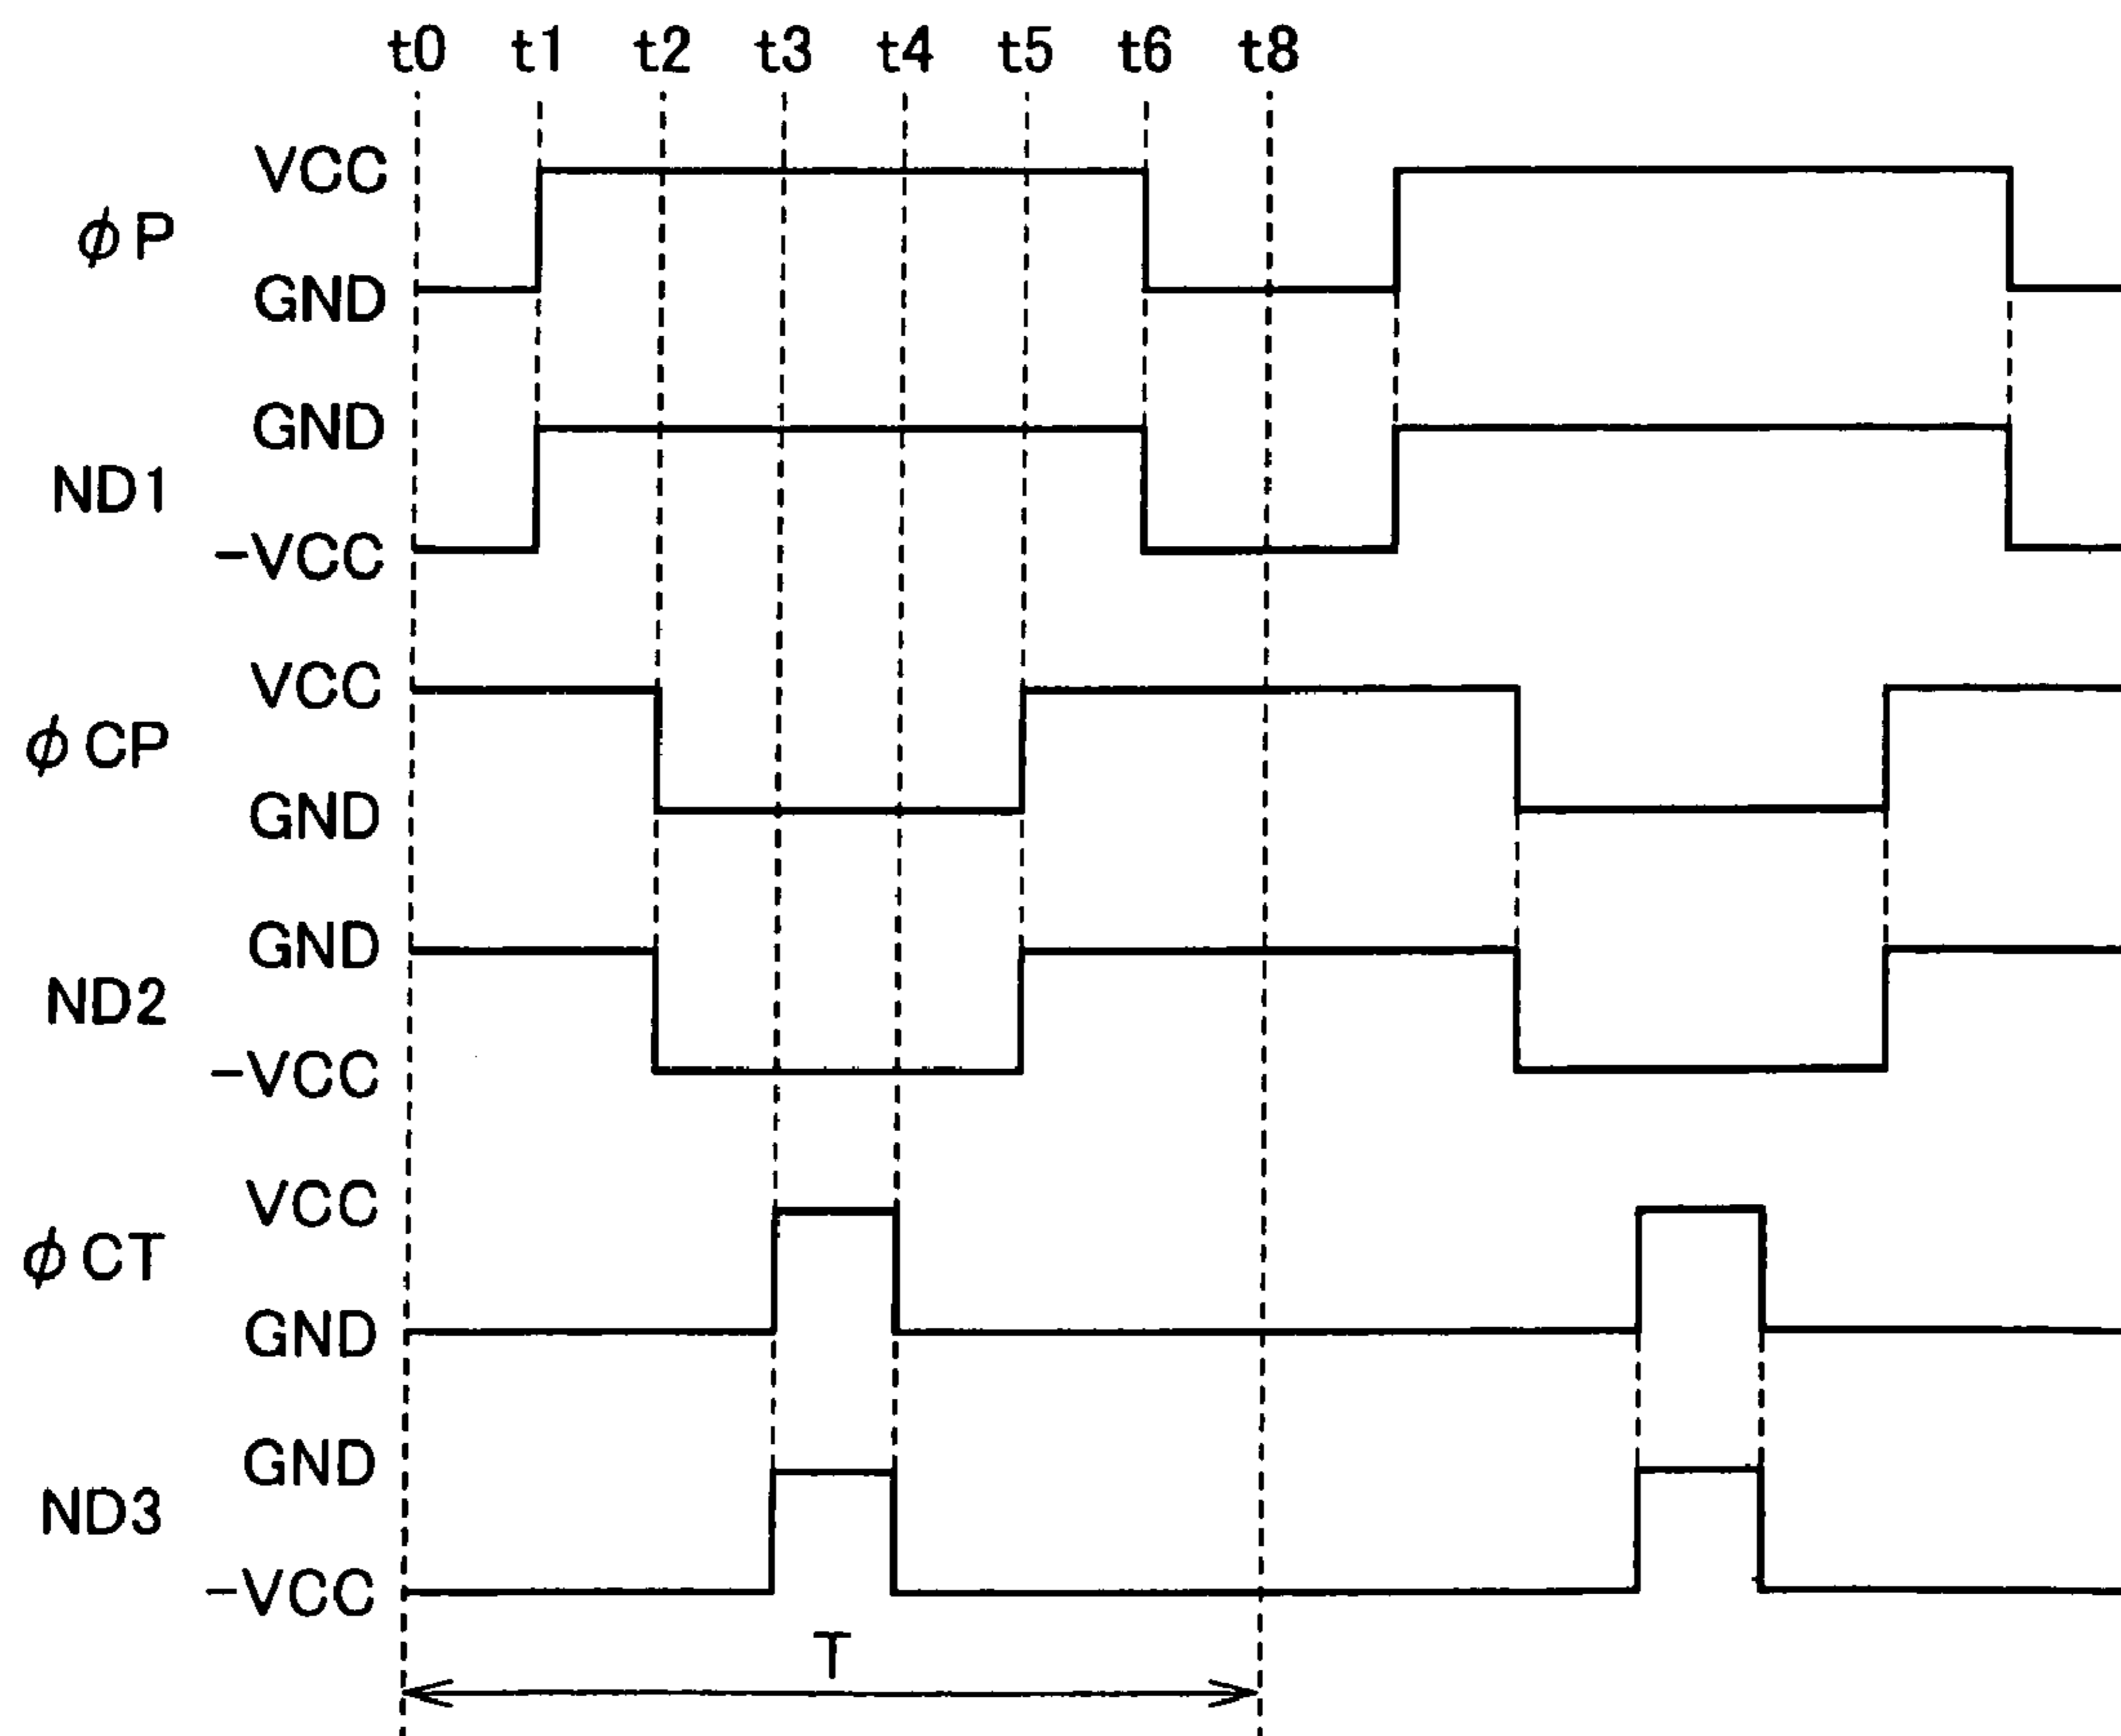 t0 t1 t2 t3 t4 t5 t6 t8
VCC
φP
GND
GND
ND1
-VCC
VCC
φCP
GND
GND
ND2
-VCC
VCC
φCT
GND
GND
ND3
-VCC
T